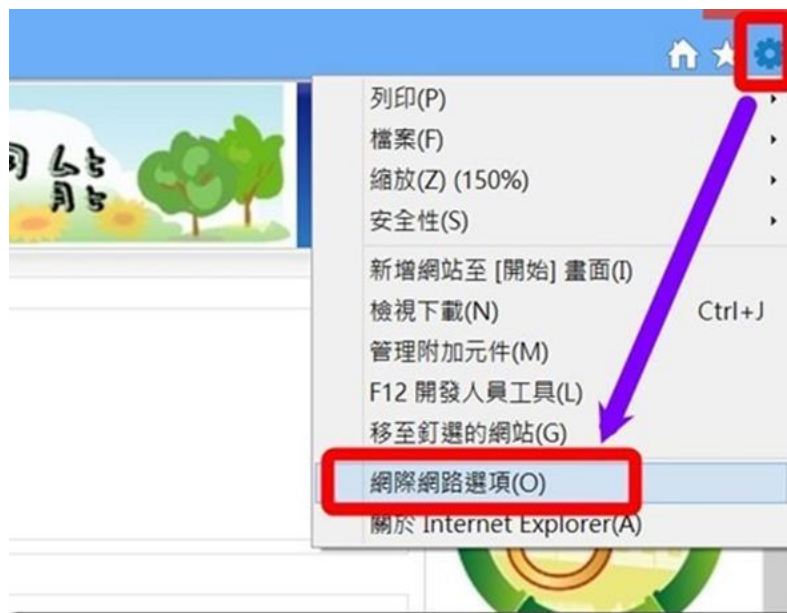 列印(P)
檔案(F)
縮放(Z) (150%)
安全性(S)
新增網站至 [開始] 畫面(I)
檢視下載(N) Ctrl+J
管理附加元件(M)
F12 開發人員工具(L)
移至釘選的網站(G)
網際網路選項(O)
關於 Internet Explorer(A)